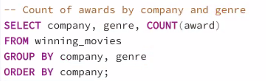 -- Count of awards by company and genre
SELECT company, genre, COUNT(award)
FROM winning_movies
GROUP BY company, genre
ORDER BY company;